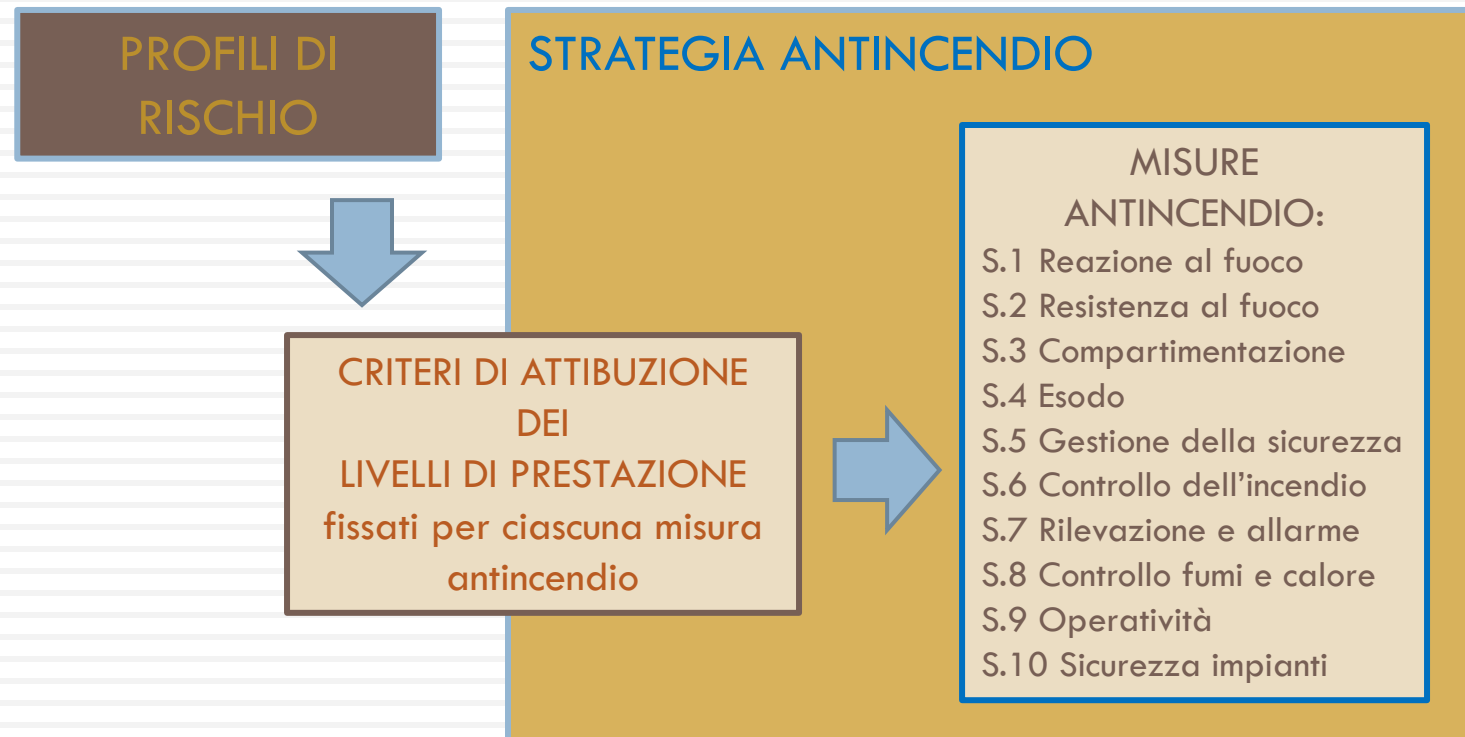 PROFILI DI
RISCHIO
STRATEGIA ANTINCENDIO
CRITERI DI ATTIBUZIONE
DEI
LIVELLI DI PRESTAZIONE
fissati per ciascuna misura
antincendio
MISURE
ANTINCENDIO:
S.1 Reazione al fuoco
S.2 Resistenza al fuoco
S.3 Compartimentazione
S.4 Esodo
S.5 Gestione della sicurezza
S.6 Controllo dell’incendio
S.7 Rilevazione e allarme
S.8 Controllo fumi e calore
S.9 Operatività
S.10 Sicurezza impianti